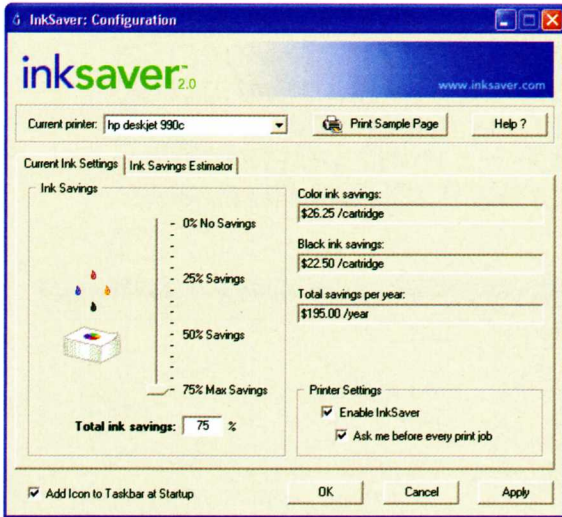 InkSaver: Configuration
inksaver 2.0
www.inksaver.com
Current printer: hp deskjet 990c
Print Sample Page
Help ?
Current Ink Settings
Ink Savings Estimator
Ink Savings
0% No Savings
25% Savings
50% Savings
75% Max Savings
Total ink savings: 75 %
Color ink savings:
$26.25 /cartridge
Black ink savings:
$22.50 /cartridge
Total savings per year:
$195.00 /year
Printer Settings
Enable InkSaver
Ask me before every print job
Add Icon to Taskbar at Startup
OK
Cancel
Apply